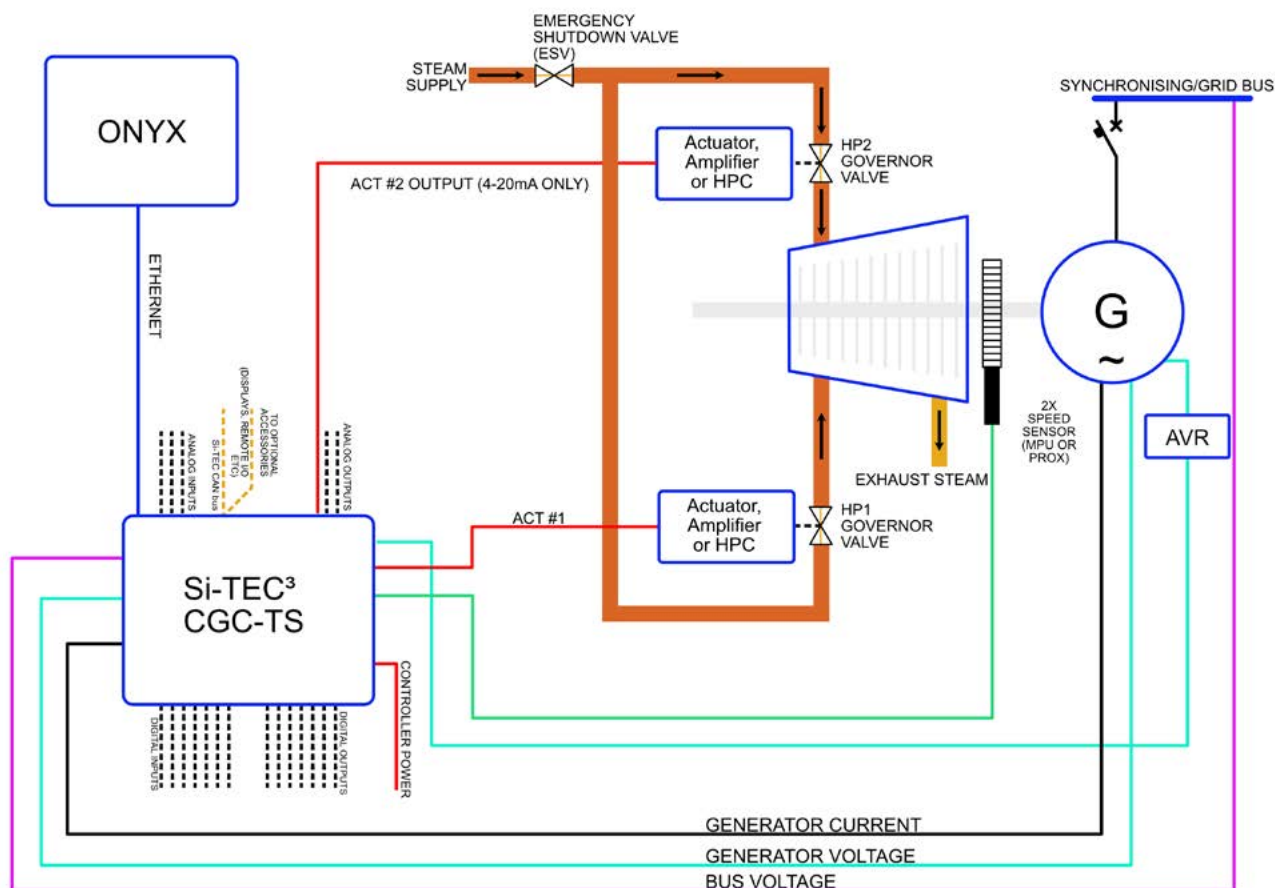 EMERGENCY
SHUTDOWN VALVE
(ESV)
STEAM
SUPPLY
SYNCHRONISING/GRID BUS
ONYX
Actuator,
Amplifier
or HPC
HP2
GOVERNOR
VALVE
ACT #2 OUTPUT (4-20mA ONLY)
ETHERNET
G
~
2X
SPEED
SENSOR
(MPU OR
PROX)
AVR
EXHAUST STEAM
ANALOG INPUTS
Si-TEC CAN bus
TO OPTIONAL
ACCESSORIES
(DISPLAYS, REMOTE I/O
ETC)
ANALOG OUTPUTS
ACT #1
Actuator,
Amplifier
or HPC
HP1
GOVERNOR
VALVE
Si-TEC³
CGC-TS
CONTROLLER POWER
DIGITAL INPUTS
DIGITAL OUTPUTS
GENERATOR CURRENT
GENERATOR VOLTAGE
BUS VOLTAGE